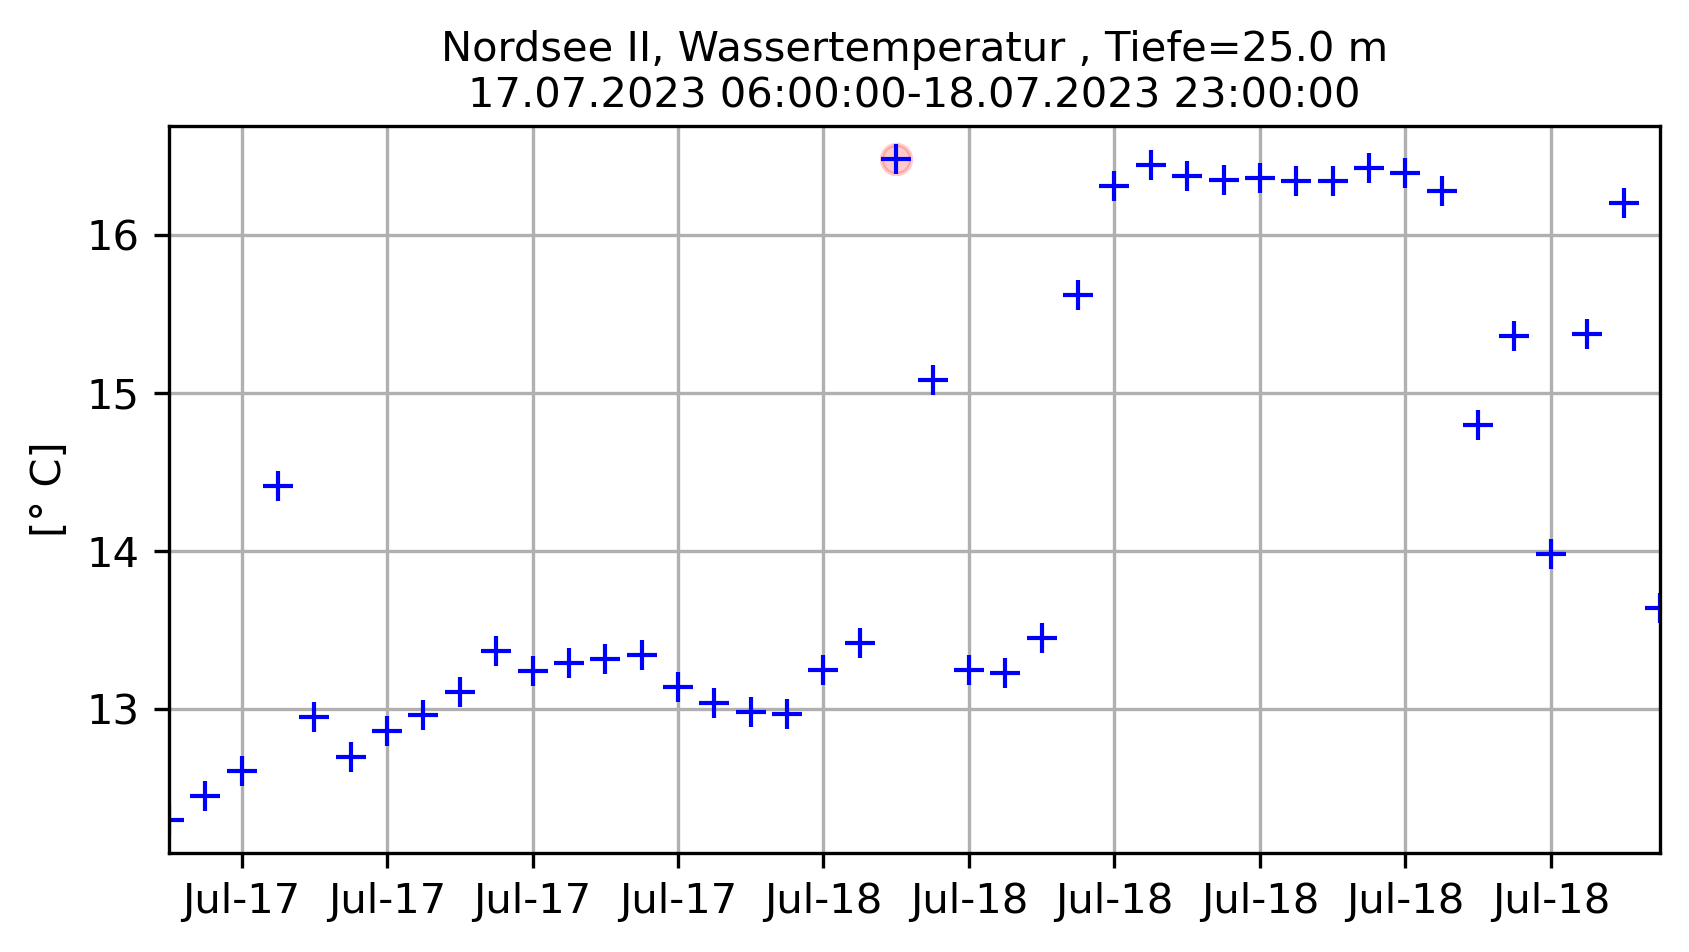 Nordsee II, Wassertemperatur , Tiefe=25.0 m
17.07.2023 06:00:00-18.07.2023 23:00:00
[° C]
16
15
14
13
Jul-17 Jul-17 Jul-17 Jul-17 Jul-18 Jul-18 Jul-18 Jul-18 Jul-18 Jul-18